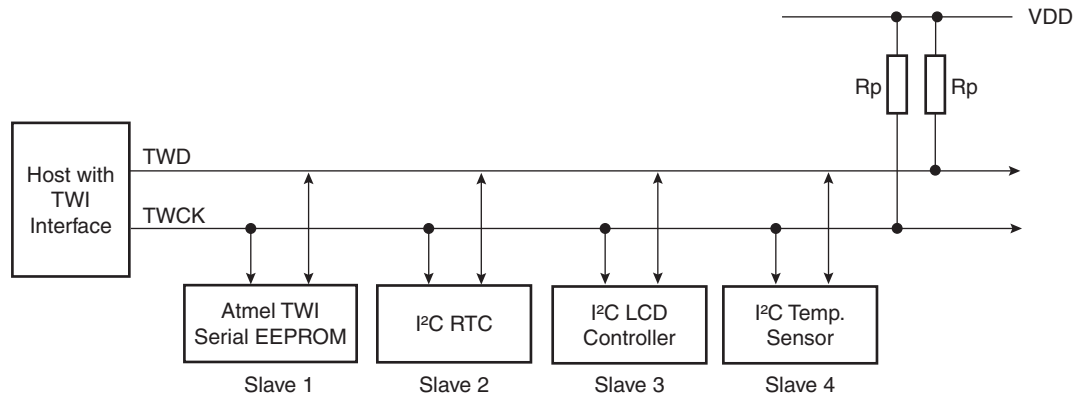 VDD
Rp
Rp
Host with
TWI
Interface
TWD
TWCK
Atmel TWI
Serial EEPROM
I²C RTC
I²C LCD
Controller
I²C Temp.
Sensor
Slave 1
Slave 2
Slave 3
Slave 4